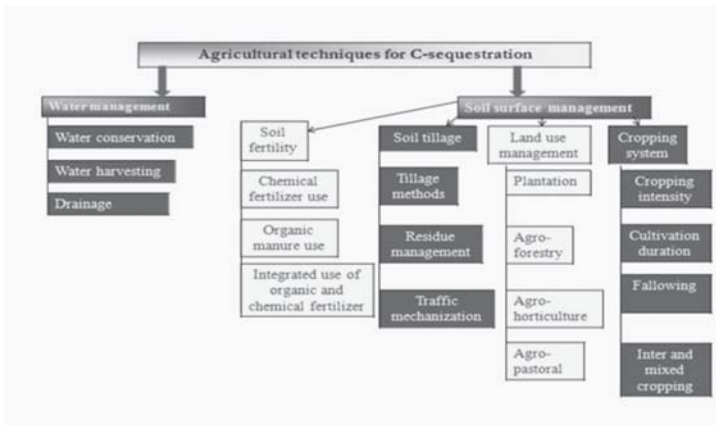 Agricultural techniques for C-sequestration
Water management
Water conservation
Water harvesting
Drainage
Soil surface management
Soil
fertility
Chemical
fertilizer use
Organic
manure use
Integrated use of
organic and
chemical fertilizer
Soil tillage
Tillage
methods
Residue
management
Traffic
mechanization
Land use
management
Plantation
Agro-
forestry
Agro-
horticulture
Agro-
pastoral
Cropping
system
Cropping
intensity
Cultivation
duration
Fallowing
Inter and
mixed
cropping